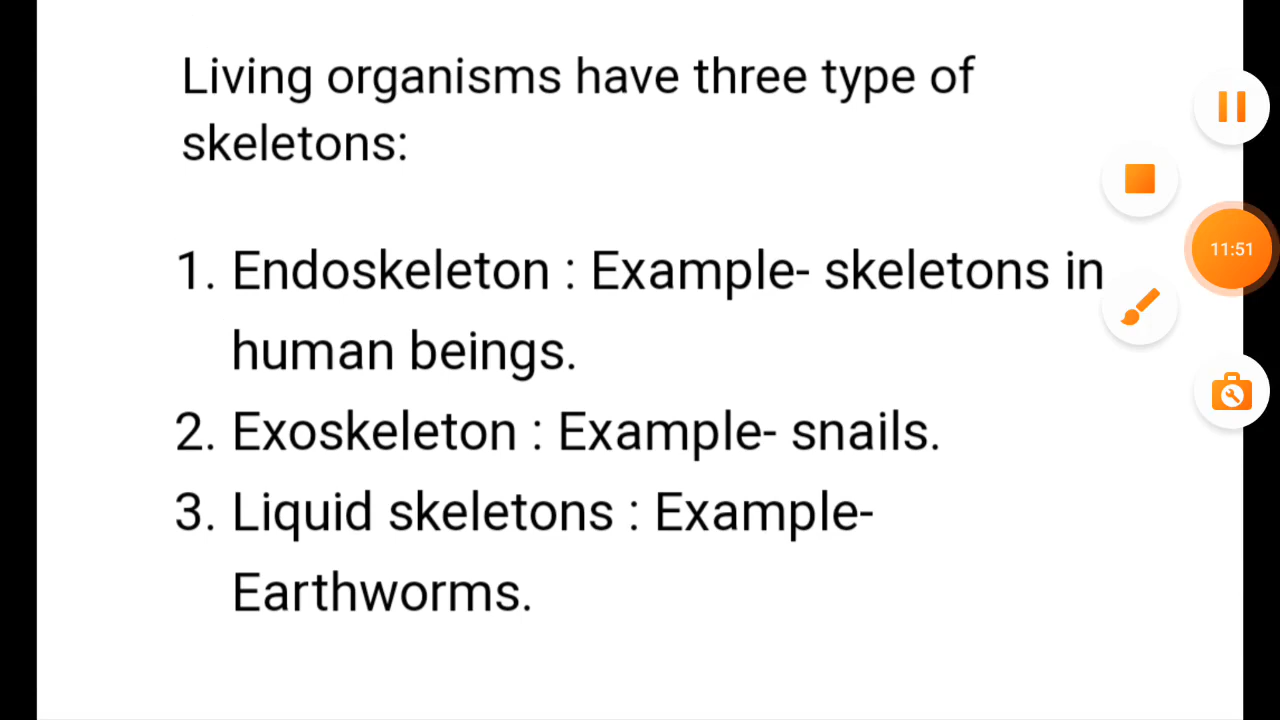 Living organisms have three type of
skeletons:
1. Endoskeleton : Example- skeletons in
human beings.
2. Exoskeleton : Example- snails.
3. Liquid skeletons : Example-
Earthworms.
11:51